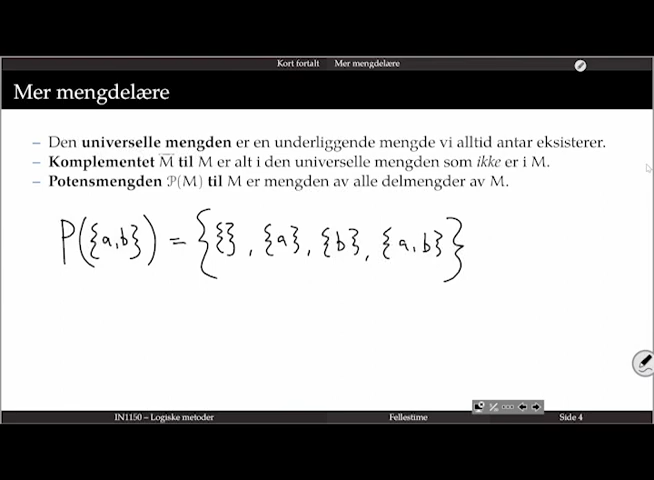 Kort fortalt Mer mengdelære
Mer mengdelære
– Den universelle mengden er en underliggende mengde vi alltid antar eksisterer.
– Komplementet M̅ til M er alt i den universelle mengden som ikke er i M.
– Potensmengden 𝒫(M) til M er mengden av alle delmengder av M.
P({a,b}) = {{}, {a}, {b}, {a,b}}
IN1150 – Logiske metoder Fellestime Side 4